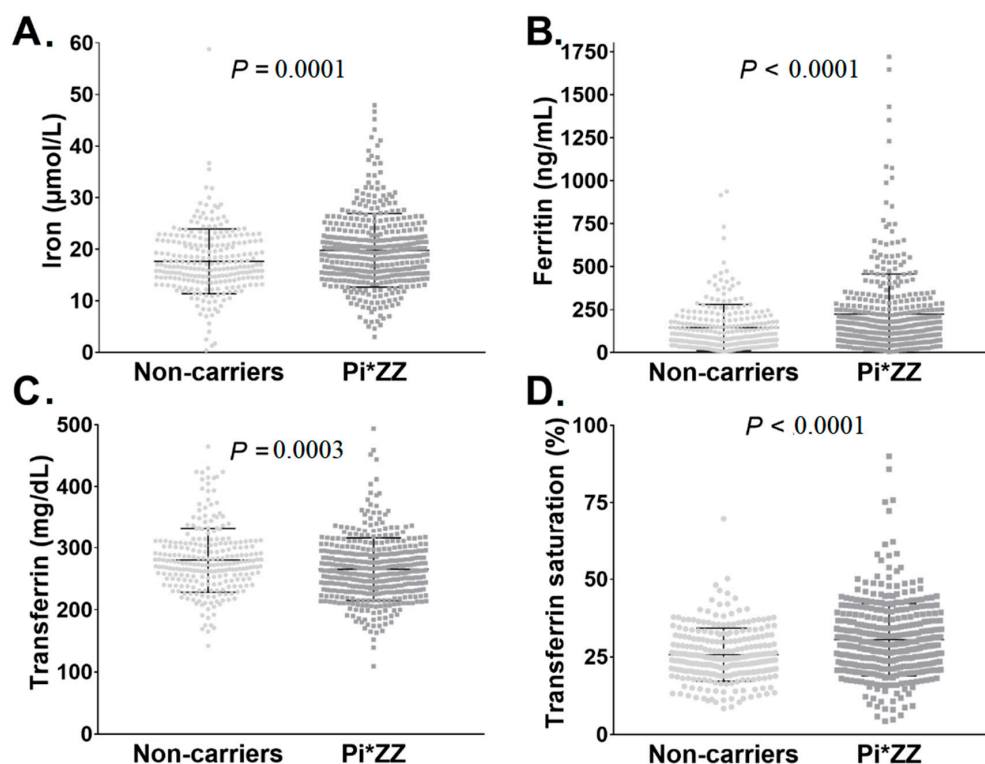 A.
Iron (µmol/L)
60
50
40
30
20
10
0
P = 0.0001
Non-carriers Pi*ZZ
B.
Ferritin (ng/mL)
1750
1500
1250
1000
750
500
250
0
P < 0.0001
Non-carriers Pi*ZZ
C.
Transferrin (mg/dL)
500
400
300
200
100
0
P = 0.0003
Non-carriers Pi*ZZ
D.
Transferrin saturation (%)
100
75
50
25
0
P < 0.0001
Non-carriers Pi*ZZ